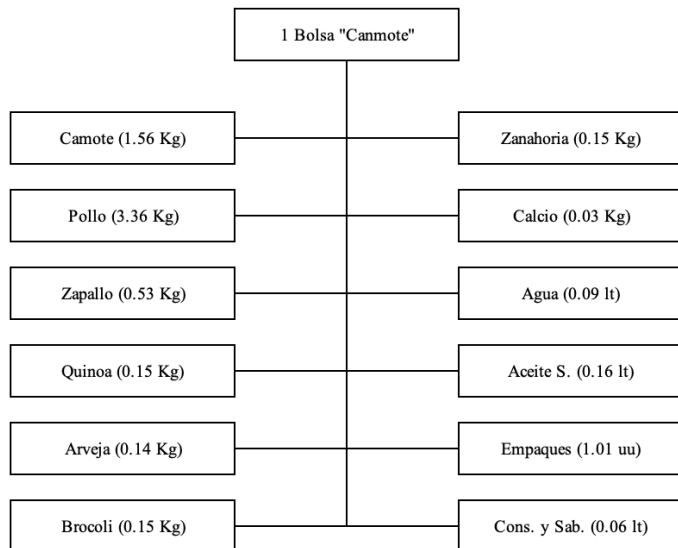 1 Bolsa "Canmote"
Camote (1.56 Kg)
Zanahoria (0.15 Kg)
Pollo (3.36 Kg)
Calcio (0.03 Kg)
Zapallo (0.53 Kg)
Agua (0.09 lt)
Quinoa (0.15 Kg)
Aceite S. (0.16 lt)
Arveja (0.14 Kg)
Empaques (1.01 uu)
Brocoli (0.15 Kg)
Cons. y Sab. (0.06 lt)